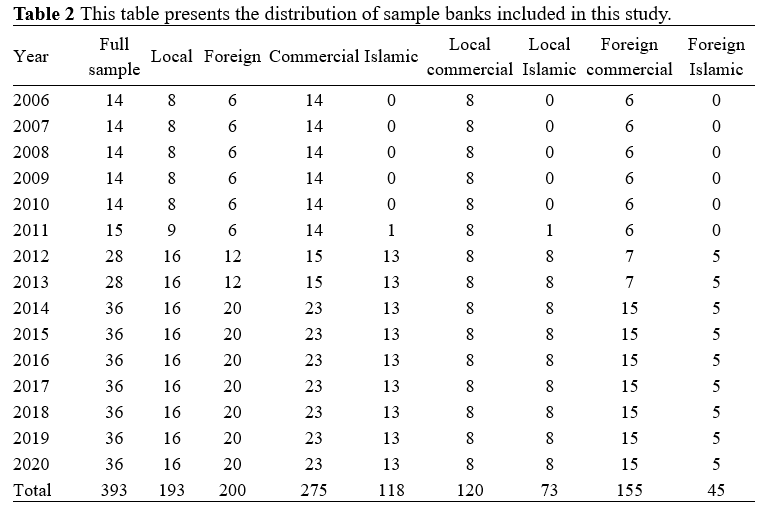 Table 2 This table presents the distribution of sample banks included in this study.
Year Full sample Local Foreign Commercial Islamic Local commercial Local Islamic Foreign commercial Foreign Islamic
2006 14 8 6 14 0 8 0 6 0
2007 14 8 6 14 0 8 0 6 0
2008 14 8 6 14 0 8 0 6 0
2009 14 8 6 14 0 8 0 6 0
2010 14 8 6 14 0 8 0 6 0
2011 15 9 6 14 1 8 1 6 0
2012 28 16 12 15 13 8 8 7 5
2013 28 16 12 15 13 8 8 7 5
2014 36 16 20 23 13 8 8 15 5
2015 36 16 20 23 13 8 8 15 5
2016 36 16 20 23 13 8 8 15 5
2017 36 16 20 23 13 8 8 15 5
2018 36 16 20 23 13 8 8 15 5
2019 36 16 20 23 13 8 8 15 5
2020 36 16 20 23 13 8 8 15 5
Total 393 193 200 275 118 120 73 155 45